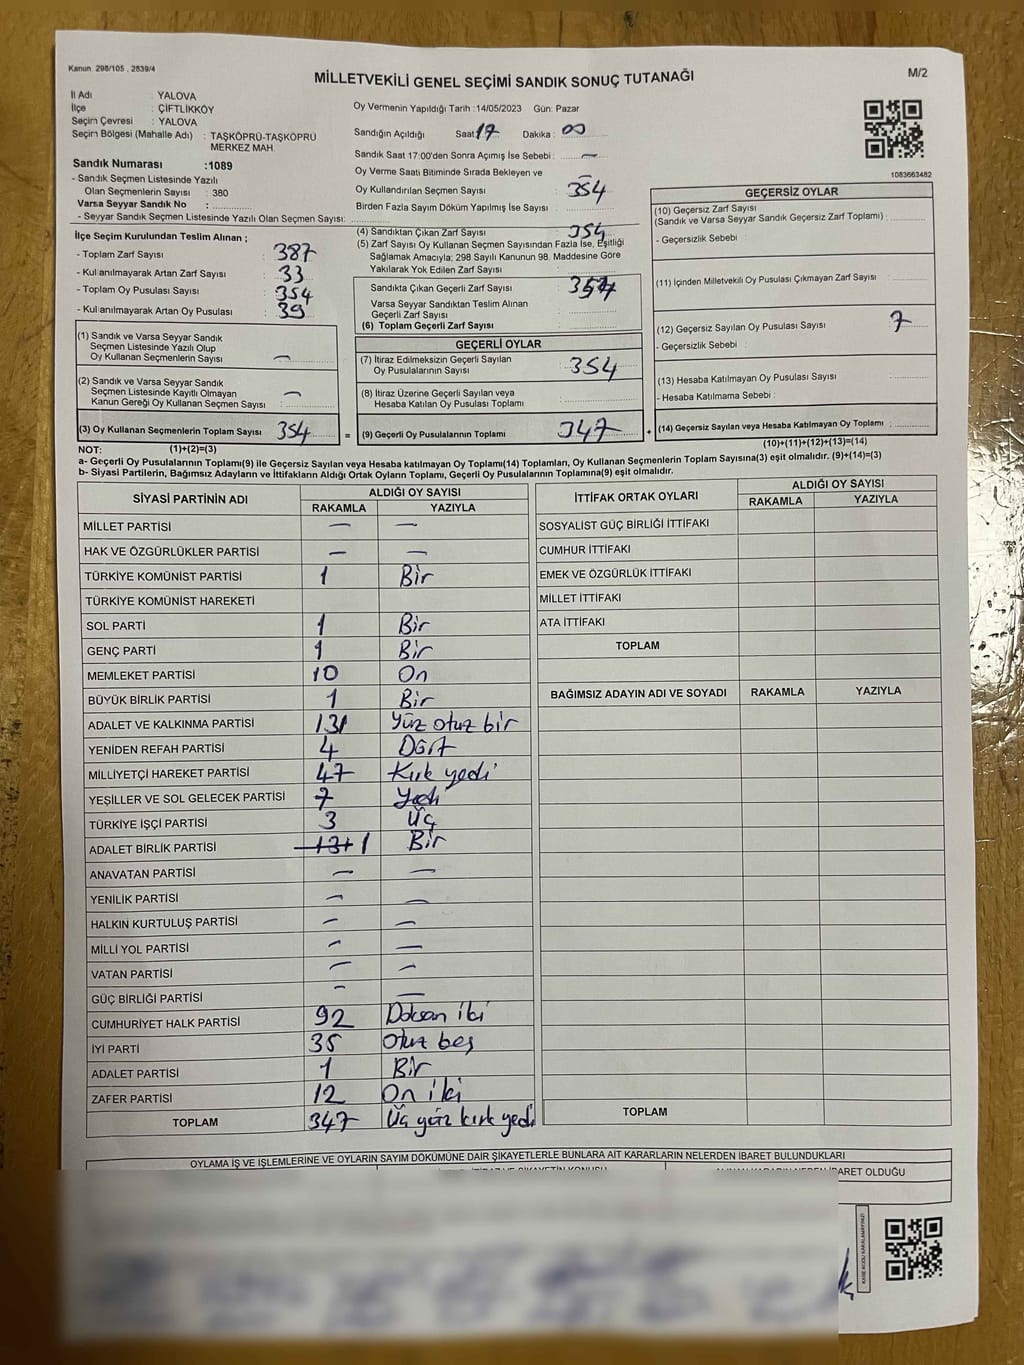 Kanun 298/105 , 2839/4
MİLLETVEKİLİ GENEL SEÇİMİ SANDIK SONUÇ TUTANAĞI
M/2
İl Adı : YALOVA
İlçe : ÇİFTLİKKÖY
Seçim Çevresi : YALOVA
Seçim Bölgesi (Mahalle Adı) : TAŞKÖPRÜ-TAŞKÖPRÜ
MERKEZ MAH.
Sandık Numarası :1089
- Sandık Seçmen Listesinde Yazılı
Olan Seçmenlerin Sayısı : 380
Varsa Seyyar Sandık No :
- Seyyar Sandık Seçmen Listesinde Yazılı Olan Seçmen Sayısı:
Oy Vermenin Yapıldığı Tarih :14/05/2023 Gün: Pazar
Sandığın Açıldığı Saat 17 Dakika : 00
Sandık Saat 17:00'den Sonra Açımış İse Sebebi : —
Oy Verme Saati Bitiminde Sırada Bekleyen ve
Oy Kullandırılan Seçmen Sayısı : 354
Birden Fazla Sayım Döküm Yapılmış İse Sayısı :
1083663482
İlçe Seçim Kurulundan Teslim Alınan ;
- Toplam Zarf Sayısı : 387
- Kullanılmayarak Artan Zarf Sayısı : 33
- Toplam Oy Pusulası Sayısı : 354
- Kullanılmayarak Artan Oy Pusulası : 39
(4) Sandıktan Çıkan Zarf Sayısı : 354
(5) Zarf Sayısı Oy Kullanan Seçmen Sayısından Fazla İse, Eşitliği
Sağlamak Amacıyla; 298 Sayılı Kanunun 98. Maddesine Göre
Yakılarak Yok Edilen Zarf Sayısı :
Sandıkta Çıkan Geçerli Zarf Sayısı :
Varsa Seyyar Sandıktan Teslim Alınan
Geçerli Zarf Sayısı :
(6) Toplam Geçerli Zarf Sayısı :
GEÇERSİZ OYLAR
(10) Geçersiz Zarf Sayısı
(Sandık ve Varsa Seyyar Sandık Geçersiz Zarf Toplamı) :
- Geçersizlik Sebebi :
(11) İçinden Milletvekili Oy Pusulası Çıkmayan Zarf Sayısı :
(12) Geçersiz Sayılan Oy Pusulası Sayısı : 7
- Geçersizlik Sebebi :
(13) Hesaba Katılmayan Oy Pusulası Sayısı :
- Hesaba Katılmama Sebebi :
(14) Geçersiz Sayılan veya Hesaba Katılmayan Oy Toplamı :
(10)+(11)+(12)+(13)=(14)
(1) Sandık ve Varsa Seyyar Sandık
Seçmen Listesinde Yazılı Olup
Oy Kullanan Seçmenlerin Sayısı : —
(2) Sandık ve Varsa Seyyar Sandık
Seçmen Listesinde Kayıtlı Olmayan
Kanun Gereği Oy Kullanan Seçmen Sayısı : —
(3) Oy Kullanan Seçmenlerin Toplam Sayısı : 354 =
GEÇERLİ OYLAR
(7) İtiraz Edilmeksizin Geçerli Sayılan
Oy Pusulalarının Sayısı : 354
(8) İtiraz Üzerine Geçerli Sayılan veya
Hesaba Katılan Oy Pusulası Toplamı :
(9) Geçerli Oy Pusulalarının Toplamı : 347 +
NOT: (1)+(2)=(3)
a- Geçerli Oy Pusulalarının Toplamı(9) ile Geçersiz Sayılan veya Hesaba katılmayan Oy Toplamı(14) Toplamları, Oy Kullanan Seçmenlerin Toplam Sayısına(3) eşit olmalıdır. (9)+(14)=(3)
b- Siyasi Partilerin, Bağımsız Adayların ve İttifakların Aldığı Ortak Oyların Toplamı, Geçerli Oy Pusulalarının Toplamına(9) eşit olmalıdır.
SİYASİ PARTİNİN ADI ALDIĞI OY SAYISI
RAKAMLA YAZIYLA
MİLLET PARTİSİ — —
HAK VE ÖZGÜRLÜKLER PARTİSİ — —
TÜRKİYE KOMÜNİST PARTİSİ 1 Bir
TÜRKİYE KOMÜNİST HAREKETİ
SOL PARTİ 1 Bir
GENÇ PARTİ 1 Bir
MEMLEKET PARTİSİ 10 On
BÜYÜK BİRLİK PARTİSİ 1 Bir
ADALET VE KALKINMA PARTİSİ 131 Yüz otuz bir
YENİDEN REFAH PARTİSİ 4 Dört
MİLLİYETÇİ HAREKET PARTİSİ 47 Kırk yedi
YEŞİLLER VE SOL GELECEK PARTİSİ 7 Yedi
TÜRKİYE İŞÇİ PARTİSİ 3 Üç
ADALET BİRLİK PARTİSİ 1 Bir
ANAVATAN PARTİSİ — —
YENİLİK PARTİSİ — —
HALKIN KURTULUŞ PARTİSİ — —
MİLLİ YOL PARTİSİ — —
VATAN PARTİSİ — —
GÜÇ BİRLİĞİ PARTİSİ — —
CUMHURİYET HALK PARTİSİ 92 Doksan iki
İYİ PARTİ 35 Otuz beş
ADALET PARTİSİ 1 Bir
ZAFER PARTİSİ 12 On iki
TOPLAM 347 Üç yüz kırk yedi
İTTİFAK ORTAK OYLARI ALDIĞI OY SAYISI
RAKAMLA YAZIYLA
SOSYALİST GÜÇ BİRLİĞİ İTTİFAKI
CUMHUR İTTİFAKI
EMEK VE ÖZGÜRLÜK İTTİFAKI
MİLLET İTTİFAKI
ATA İTTİFAKI
TOPLAM
BAĞIMSIZ ADAYIN ADI VE SOYADI RAKAMLA YAZIYLA
TOPLAM
OYLAMA İŞ VE İŞLEMLERİNE VE OYLARIN SAYIM DÖKÜMÜNE DAİR ŞİKAYETLERLE BUNLARA AİT KARARLARIN NELERDEN İBARET BULUNDUKLARI
İBARET OLDUĞU